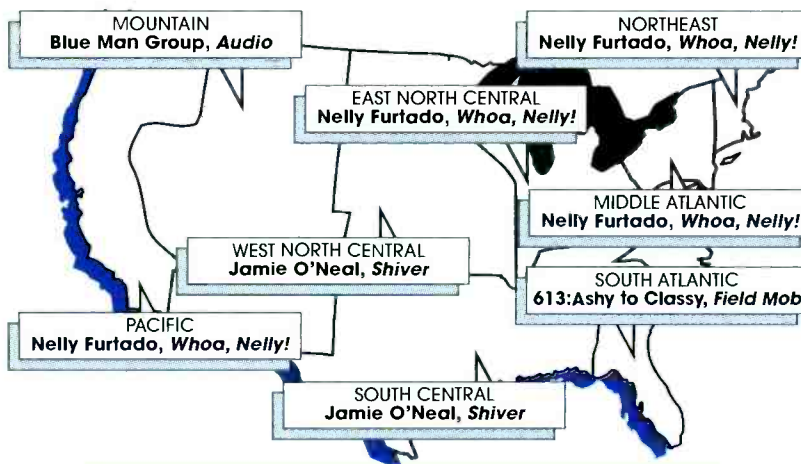 MOUNTAIN
Blue Man Group, Audio
NORTHEAST
Nelly Furtado, Whoa, Nelly!
EAST NORTH CENTRAL
Nelly Furtado, Whoa, Nelly!
MIDDLE ATLANTIC
Nelly Furtado, Whoa, Nelly!
WEST NORTH CENTRAL
Jamie O'Neal, Shiver
SOUTH ATLANTIC
613:Ashy to Classy, Field Mob
PACIFIC
Nelly Furtado, Whoa, Nelly!
SOUTH CENTRAL
Jamie O'Neal, Shiver